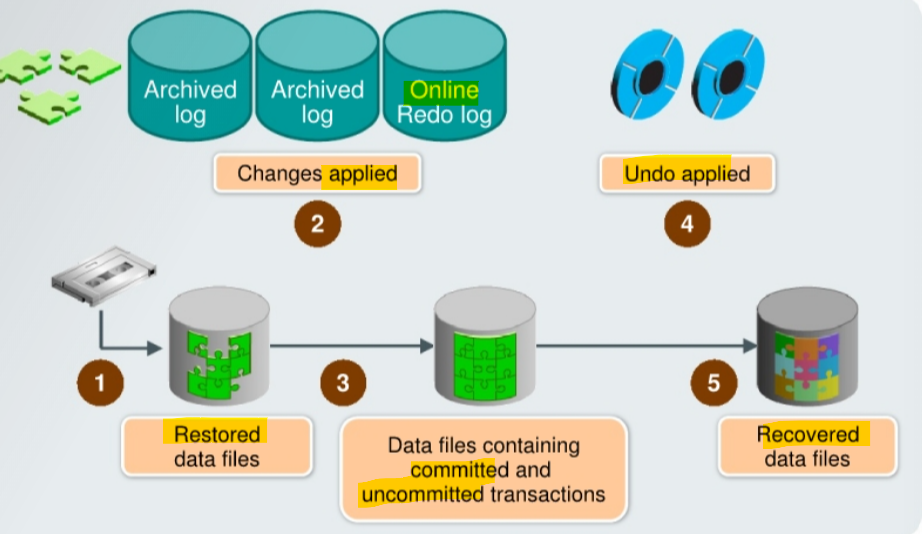 Archived
log
Archived
log
Online
Redo log
Changes applied
2
Undo applied
4
1
Restored
data files
3
Data files containing
committed and
uncommitted transactions
5
Recovered
data files